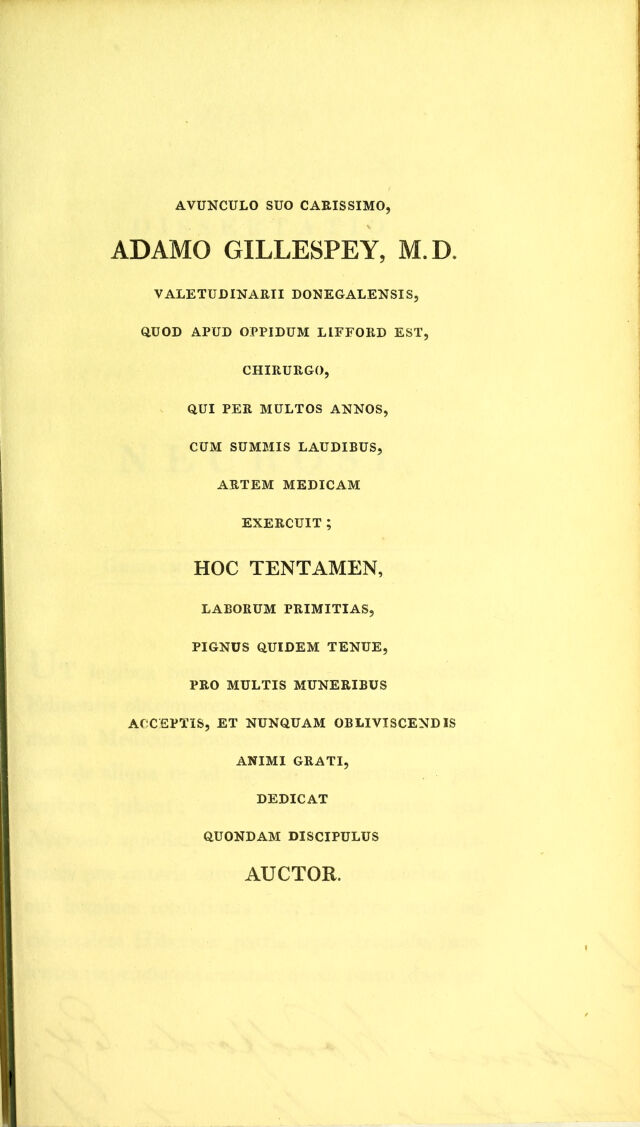 AVUNCULO SUO CARISSIMO,
ADAMO GILLESPEY, M.D.
VALETUDINARII DONEGALENSIS,
QUOD APUD OPPIDUM LIFFORD EST,
CHIRURGO,
QUI PER MULTOS ANNOS,
CUM SUMMIS LAUDIBUS,
ARTEM MEDICAM
EXERCUIT;
HOC TENTAMEN,
LABORUM PRIMITIAS,
PIGNUS QUIDEM TENUE,
PRO MULTIS MUNERIBUS
ACCEPTIS, ET NUNQUAM OBLIVISCENDIS
ANIMI GRATI,
DEDICAT
QUONDAM DISCIPULUS
AUCTOR.